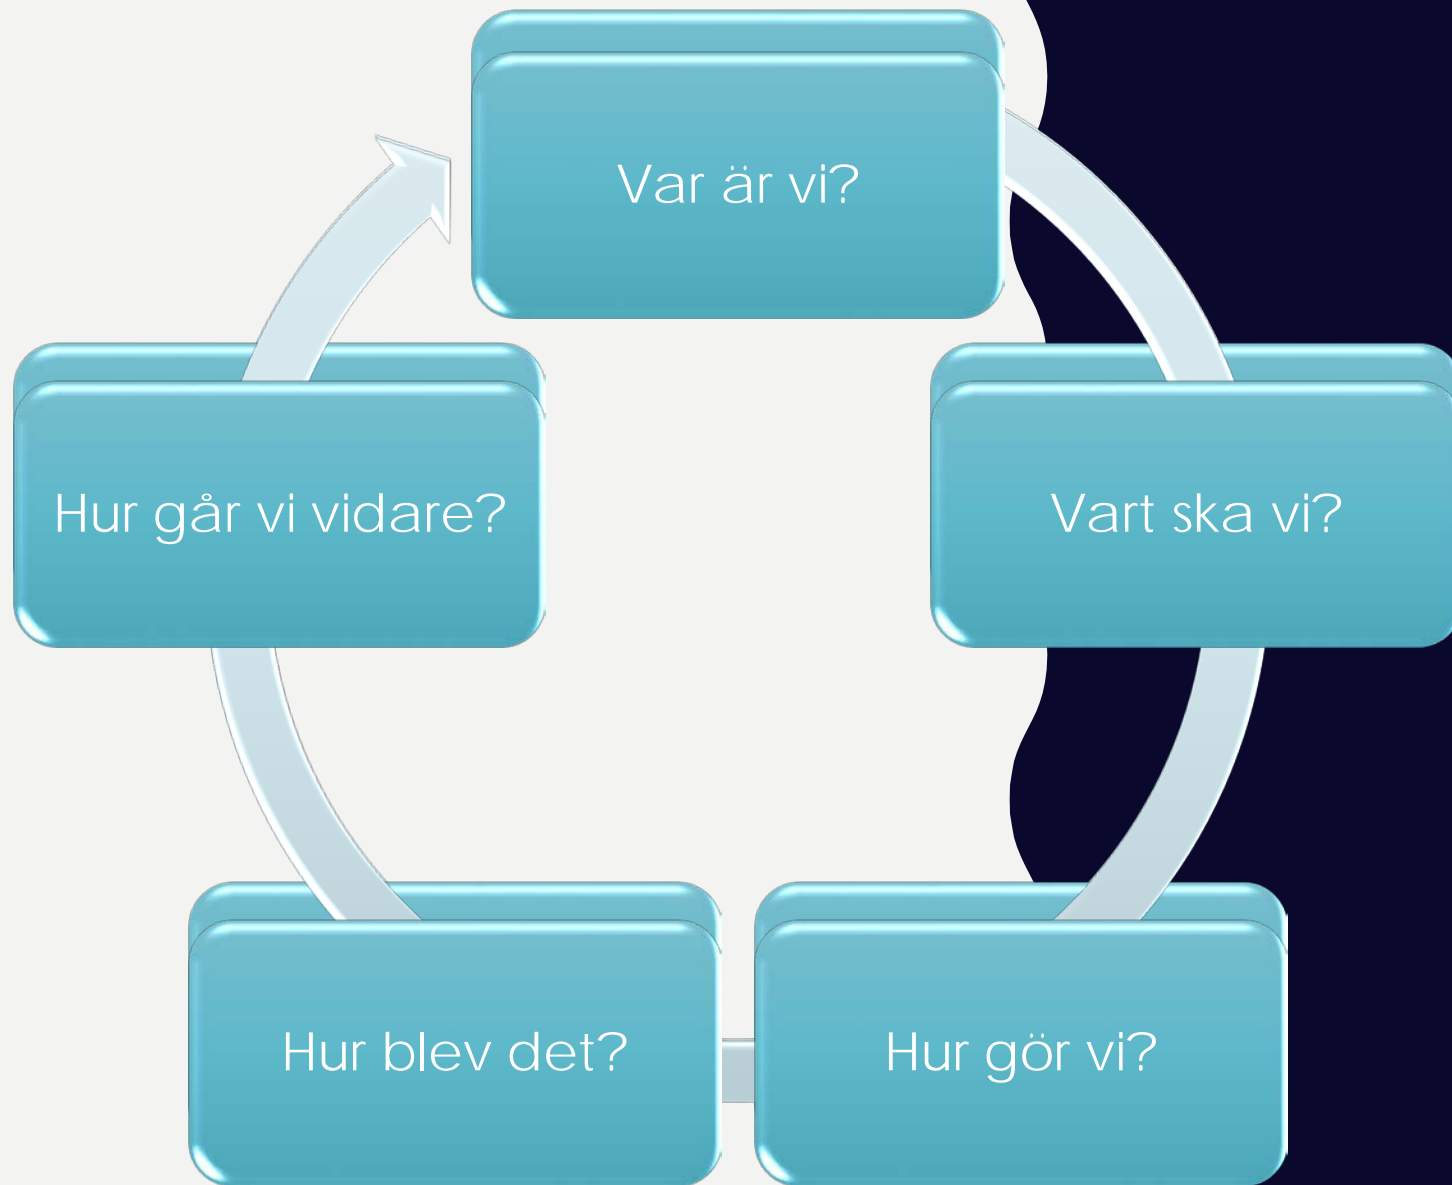 Var är vi?
Vart ska vi?
Hur gör vi?
Hur blev det?
Hur går vi vidare?